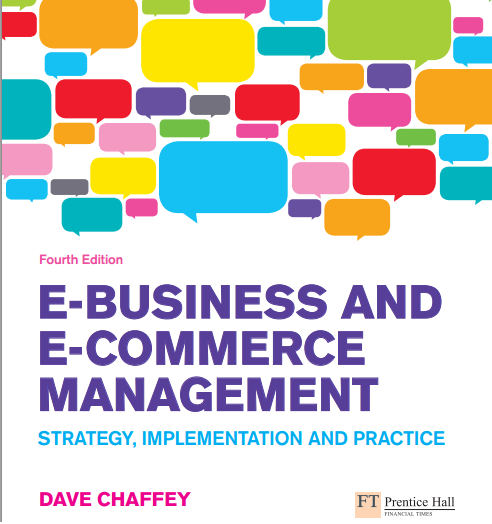 Fourth Edition
E-BUSINESS AND
E-COMMERCE
MANAGEMENT
STRATEGY, IMPLEMENTATION AND PRACTICE
DAVE CHAFFEY
FT Prentice Hall
FINANCIAL TIMES